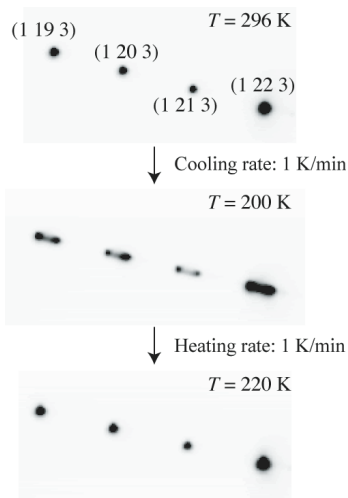 T = 296 K
(1 19 3)
(1 20 3)
(1 21 3)
(1 22 3)
Cooling rate: 1 K/min
T = 200 K
Heating rate: 1 K/min
T = 220 K